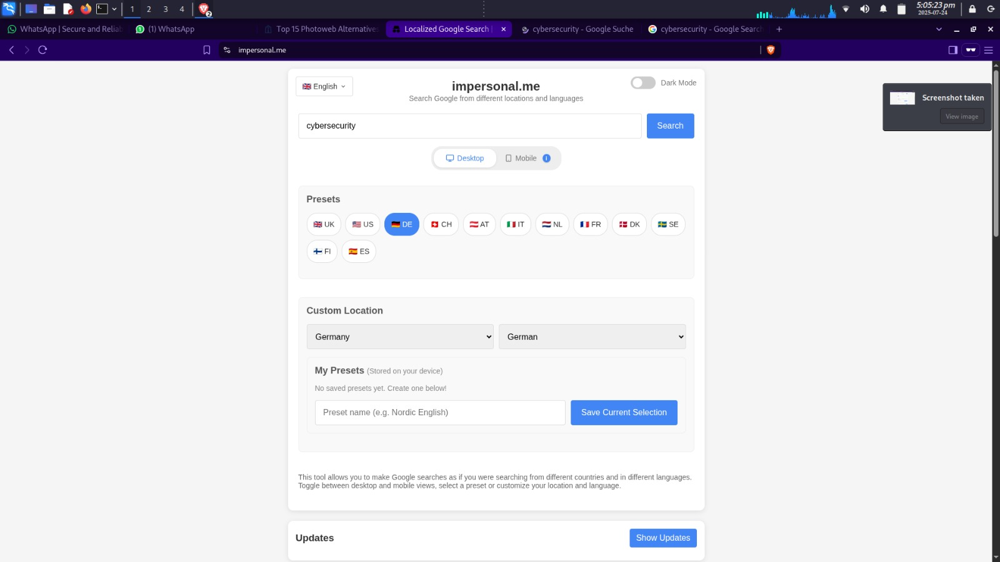 1 2 3 4 2 5:05:23 pm
2025-07-24
WhatsApp | Secure and Reliab
(1) WhatsApp
Top 15 Photoweb Alternatives
Localized Google Search |
cybersecurity - Google Suche
cybersecurity - Google Search
impersonal.me
English
impersonal.me
Dark Mode
Search Google from different locations and languages
Screenshot taken
View image
cybersecurity
Search
Desktop
Mobile
i
Presets
UK US DE CH AT IT NL FR DK SE
FI ES
Custom Location
Germany
German
My Presets (Stored on your device)
No saved presets yet. Create one below!
Preset name (e.g. Nordic English)
Save Current Selection
This tool allows you to make Google searches as if you were searching from different countries and in different languages.
Toggle between desktop and mobile views, select a preset or customize your location and language.
Updates
Show Updates